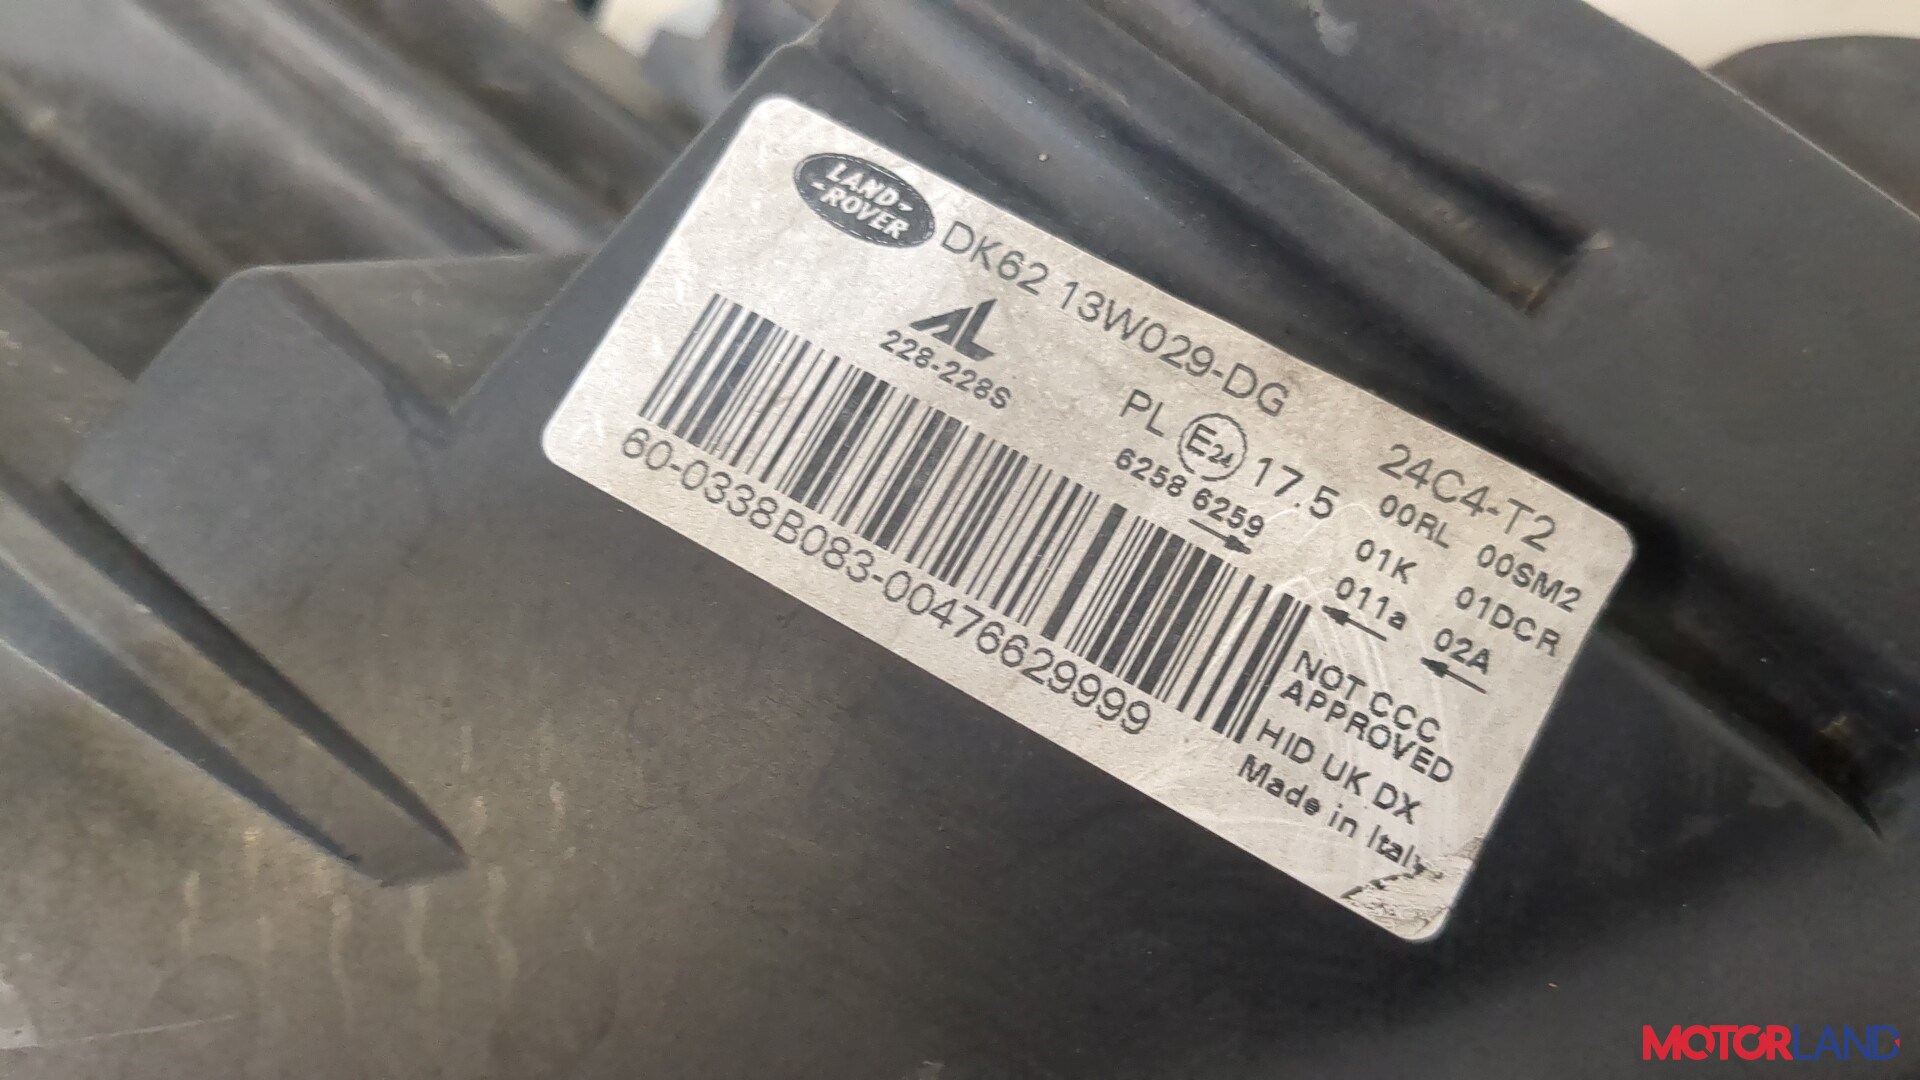 LAND-
-ROVER
DK62 13W029-DG
AL
228-228S
PL E24 17.5
6258 6259
24C4-T2
00RL 00SM2
01K 01DCR
011a 02A
60-0338B083-00476629999
NOT CCC
APPROVED
HID UK DX
Made in Italy
MOTORLAND